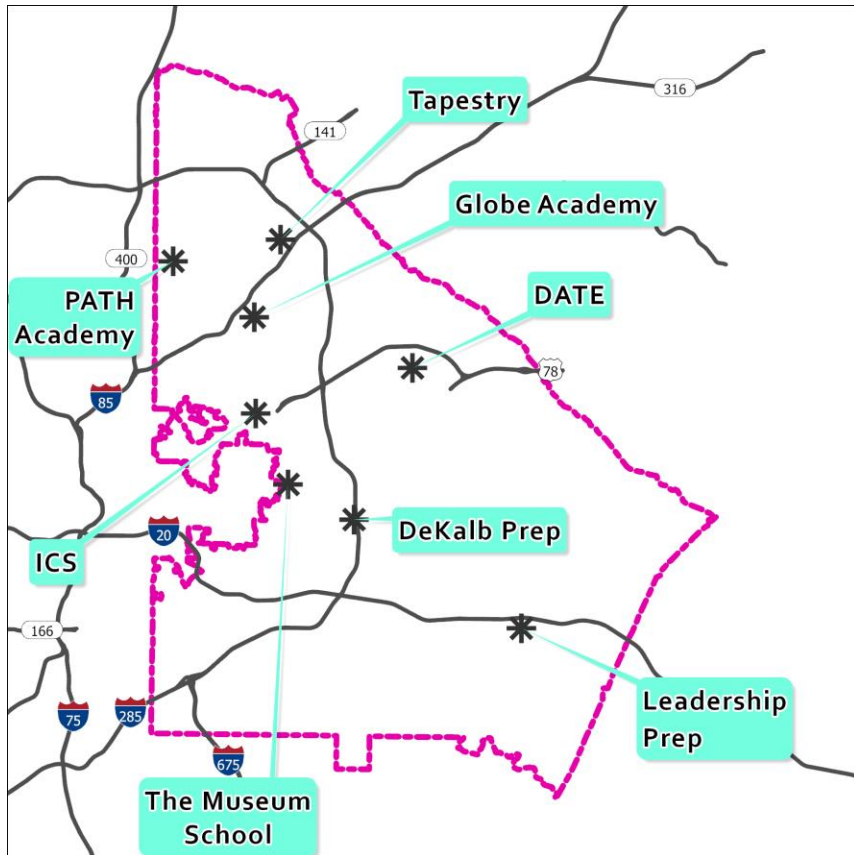 316
Tapestry
141
Globe Academy
400
PATH
Academy
DATE
78
85
20
DeKalb Prep
ICS
166
Leadership
Prep
75
285
675
The Museum
School